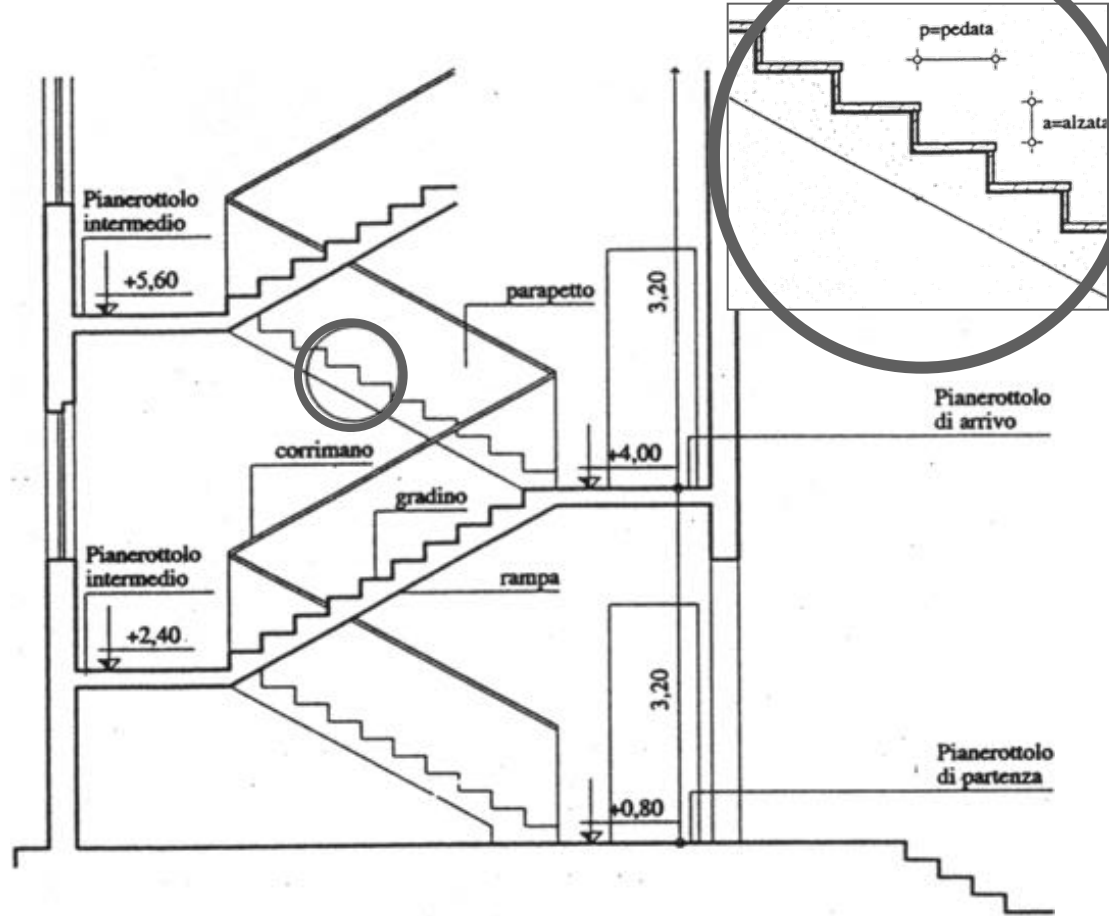 p=pedata
a=alzata
Pianerottolo
intermedio
+5,60
parapetto
3,20
Pianerottolo
di arrivo
corrimano
+4,00
gradino
Pianerottolo
intermedio
rampa
+2,40
3,20
Pianerottolo
di partenza
+0,80